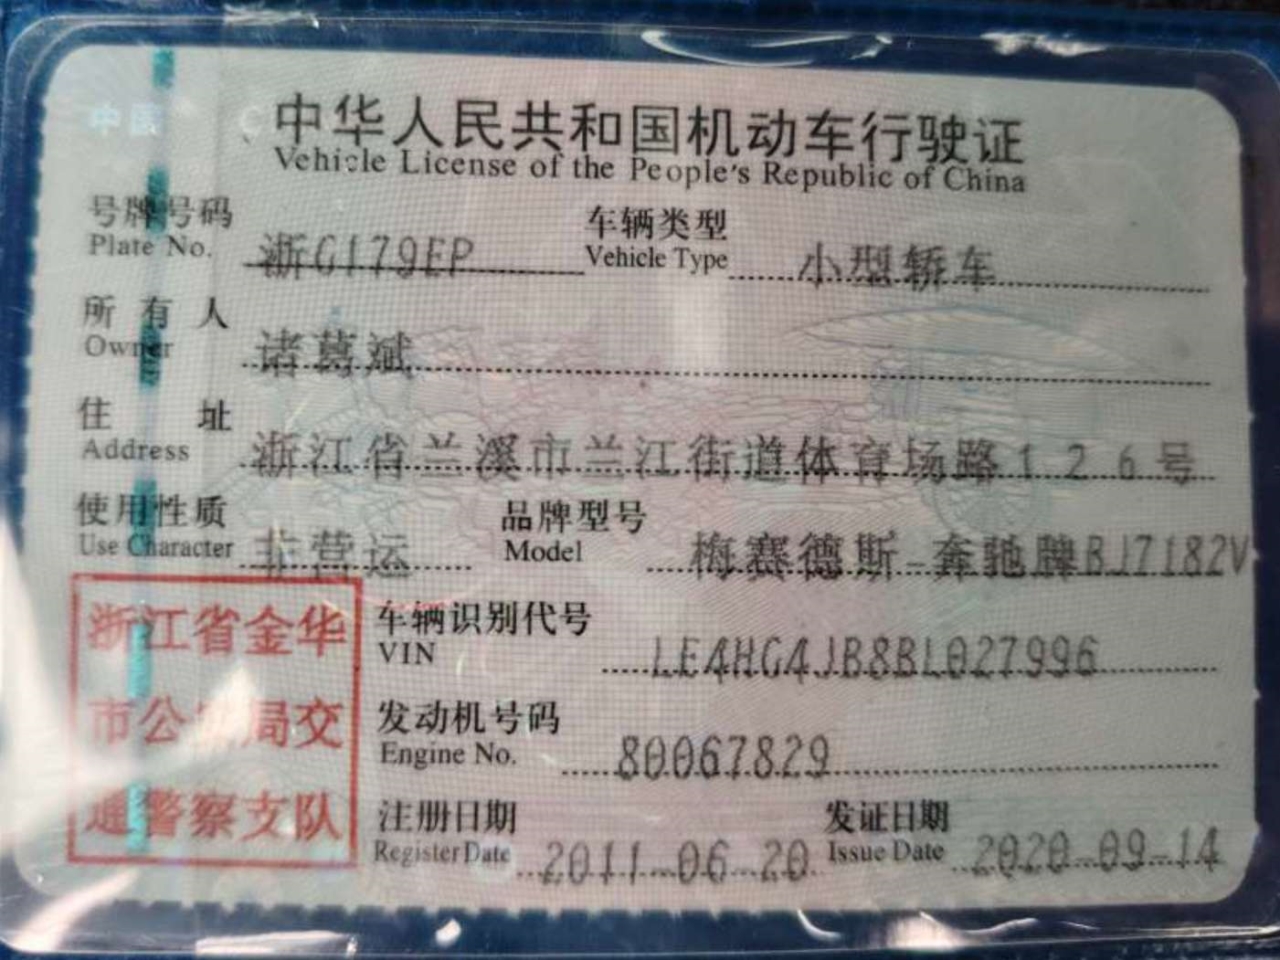 中国
中华人民共和国机动车行驶证
Vehicle License of the People's Republic of China
号牌号码 浙G179EP 车辆类型 小型轿车
Plate No. Vehicle Type
所有人 诸葛斌
Owner
住址 浙江省兰溪市兰江街道体育场路126号
Address
使用性质 非营运 品牌型号 梅赛德斯-奔驰牌BJ7182V
Use Character Model
浙江省金华
市公安局交
通警察支队
车辆识别代号 LE4HG4JB8BL027996
VIN
发动机号码 80067829
Engine No.
注册日期 2011-06-20 发证日期 2020-09-14
Register Date Issue Date